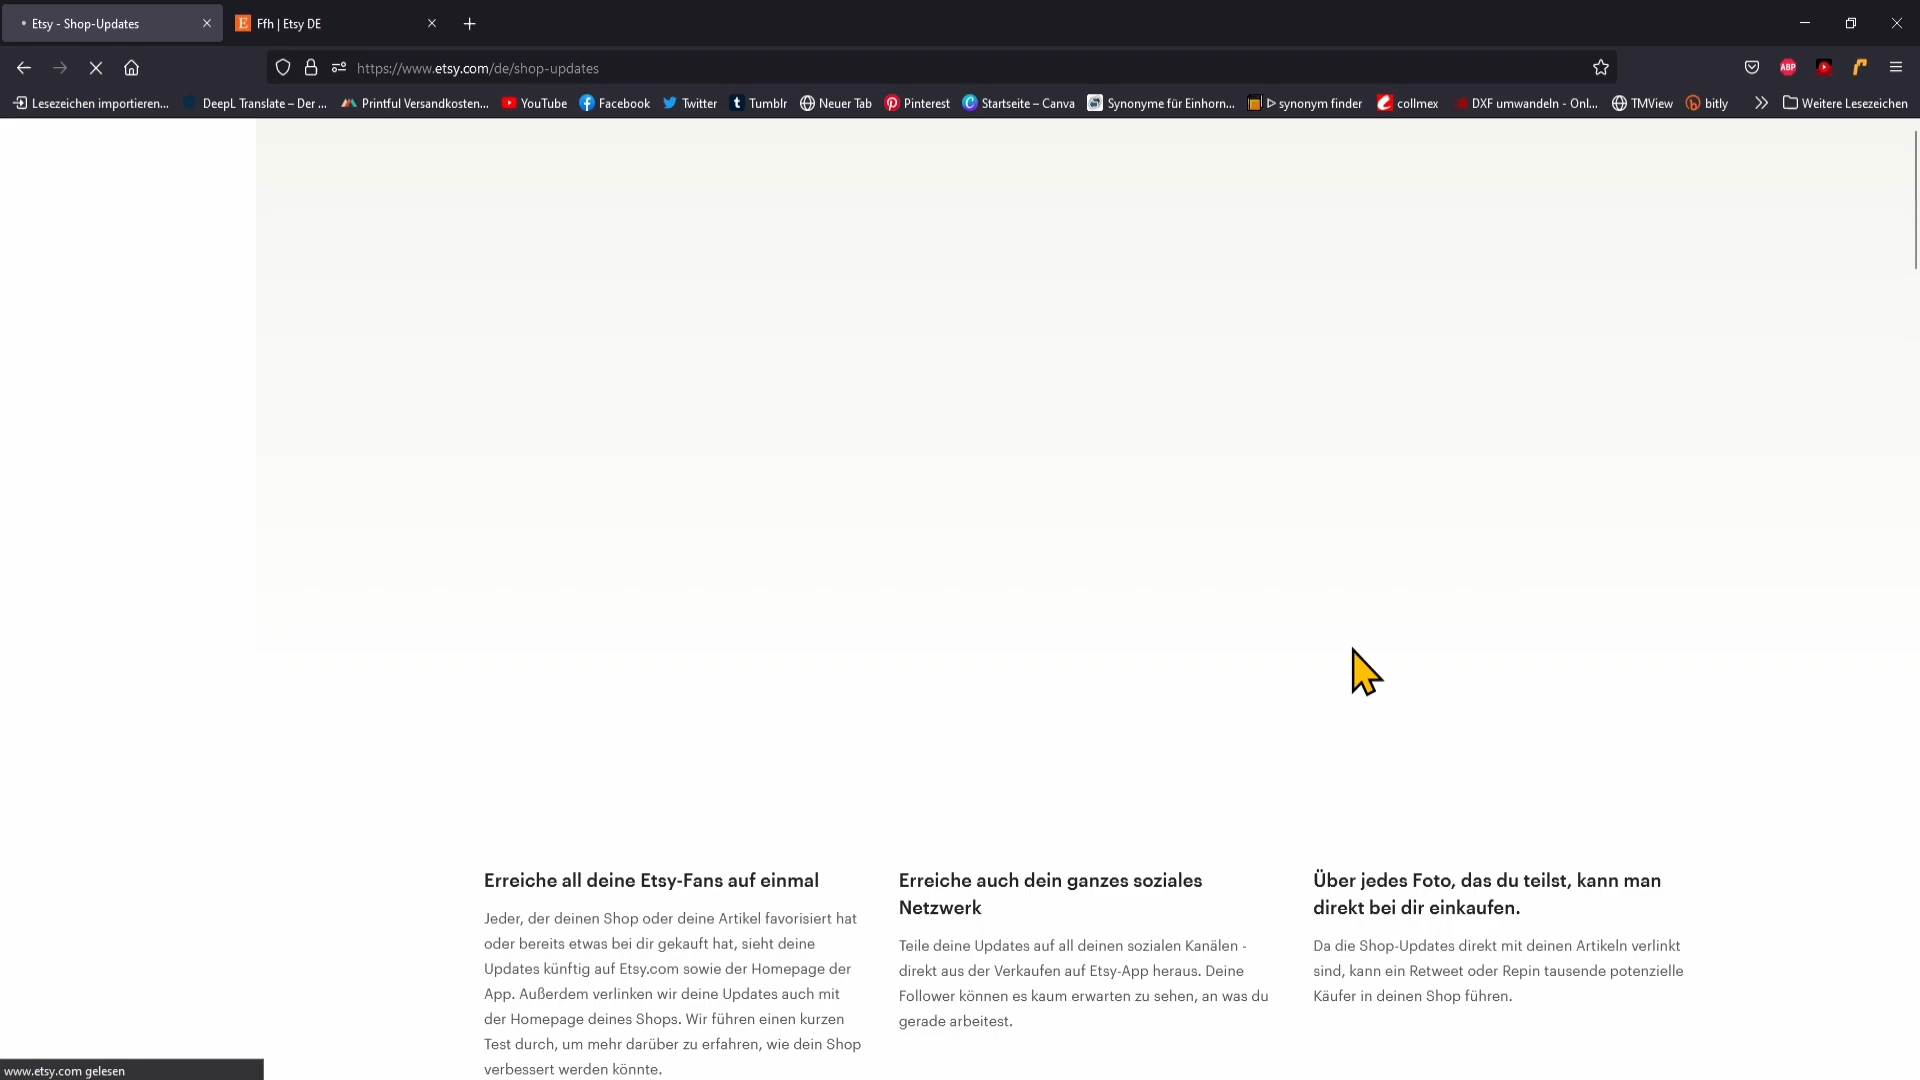 Etsy - Shop-Updates
Ffh | Etsy DE
https://www.etsy.com/de/shop-updates
ABP
Lesezeichen importieren...
DeepL Translate – Der ...
Printful Versandkosten...
YouTube
Facebook
Twitter
Tumblr
Neuer Tab
Pinterest
Startseite – Canva
Synonyme für Einhorn...
ᐅ synonym finder
collmex
DXF umwandeln - Onl...
TMView
bitly
Weitere Lesezeichen
Erreiche all deine Etsy-Fans auf einmal
Jeder, der deinen Shop oder deine Artikel favorisiert hat
oder bereits etwas bei dir gekauft hat, sieht deine
Updates künftig auf Etsy.com sowie der Homepage der
App. Außerdem verlinken wir deine Updates auch mit
der Homepage deines Shops. Wir führen einen kurzen
Test durch, um mehr darüber zu erfahren, wie dein Shop
verbessert werden könnte.
Erreiche auch dein ganzes soziales
Netzwerk
Teile deine Updates auf all deinen sozialen Kanälen -
direkt aus der Verkaufen auf Etsy-App heraus. Deine
Follower können es kaum erwarten zu sehen, an was du
gerade arbeitest.
Über jedes Foto, das du teilst, kann man
direkt bei dir einkaufen.
Da die Shop-Updates direkt mit deinen Artikeln verlinkt
sind, kann ein Retweet oder Repin tausende potenzielle
Käufer in deinen Shop führen.
www.etsy.com gelesen